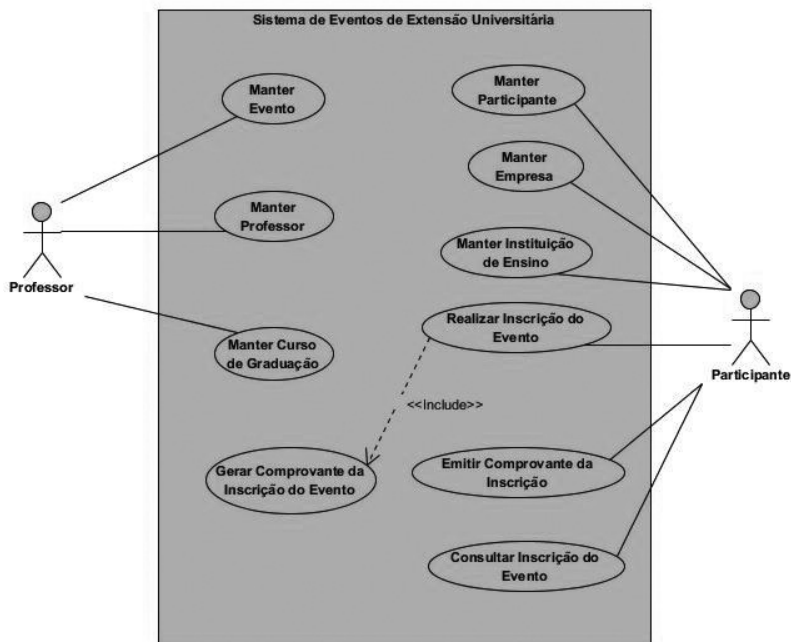 Sistema de Eventos de Extensão Universitária
Manter
Evento
Manter
Participante
Manter
Empresa
Manter
Professor
Manter Instituição
de Ensino
Professor
Realizar Inscrição do
Evento
Manter Curso
de Graduação
Participante
<<Include>>
Gerar Comprovante da
Inscrição do Evento
Emitir Comprovante da
Inscrição
Consultar Inscrição do
Evento